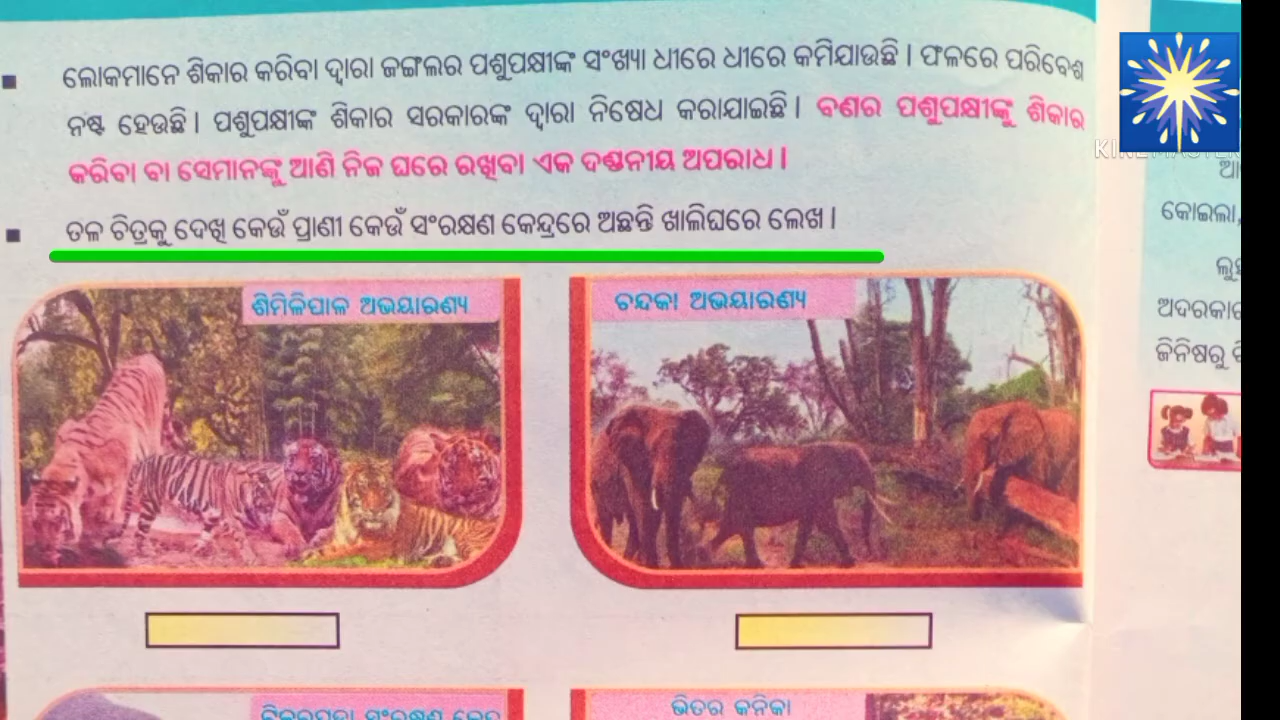 ଲୋକମାନେ ଶିକାର କରିବା ଦ୍ୱାରା ଜଙ୍ଗଲର ପଶୁପକ୍ଷୀଙ୍କ ସଂଖ୍ୟା ଧୀରେ ଧୀରେ କମିଯାଉଛି । ଫଳରେ ପରିବେଶ
ନଷ୍ଟ ହେଉଛି । ପଶୁପକ୍ଷୀଙ୍କ ଶିକାର ସରକାରଙ୍କ ଦ୍ୱାରା ନିଷେଧ କରାଯାଇଛି । ବଣର ପଶୁପକ୍ଷୀଙ୍କୁ ଶିକାର
କରିବା ବା ସେମାନଙ୍କୁ ଆଣି ନିଜ ଘରେ ରଖିବା ଏକ ଦଣ୍ଡନୀୟ ଅପରାଧ ।
ତଳ ଚିତ୍ରକୁ ଦେଖି କେଉଁ ପ୍ରାଣୀ କେଉଁ ସଂରକ୍ଷଣ କେନ୍ଦ୍ରରେ ଅଛନ୍ତି ଖାଲିଘରେ ଲେଖ ।
ଶିମିଳିପାଳ ଅଭୟାରଣ୍ୟ
ଚନ୍ଦକା ଅଭୟାରଣ୍ୟ
ଭିତର କନିକା
କୋଇଲା,